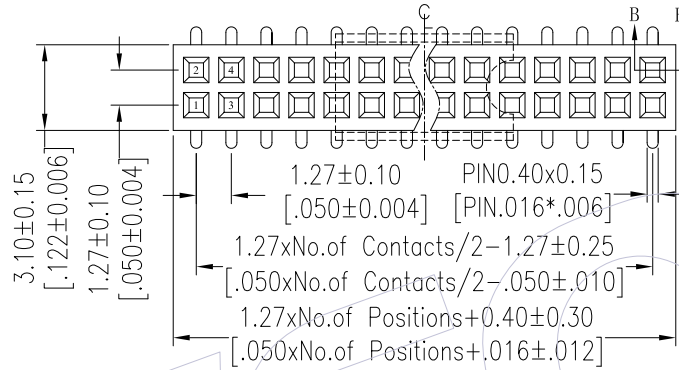 C
B
2 4
1 3
1.27±0.10
[.050±0.004]
PIN0.40x0.15
[PIN.016*.006]
3.10±0.15
[.122±0.006]
1.27±0.10
[.050±0.004]
1.27xNo.of Contacts/2-1.27±0.25
[.050xNo.of Contacts/2-.050±.010]
1.27xNo.of Positions+0.40±0.30
[.050xNo.of Positions+.016±.012]